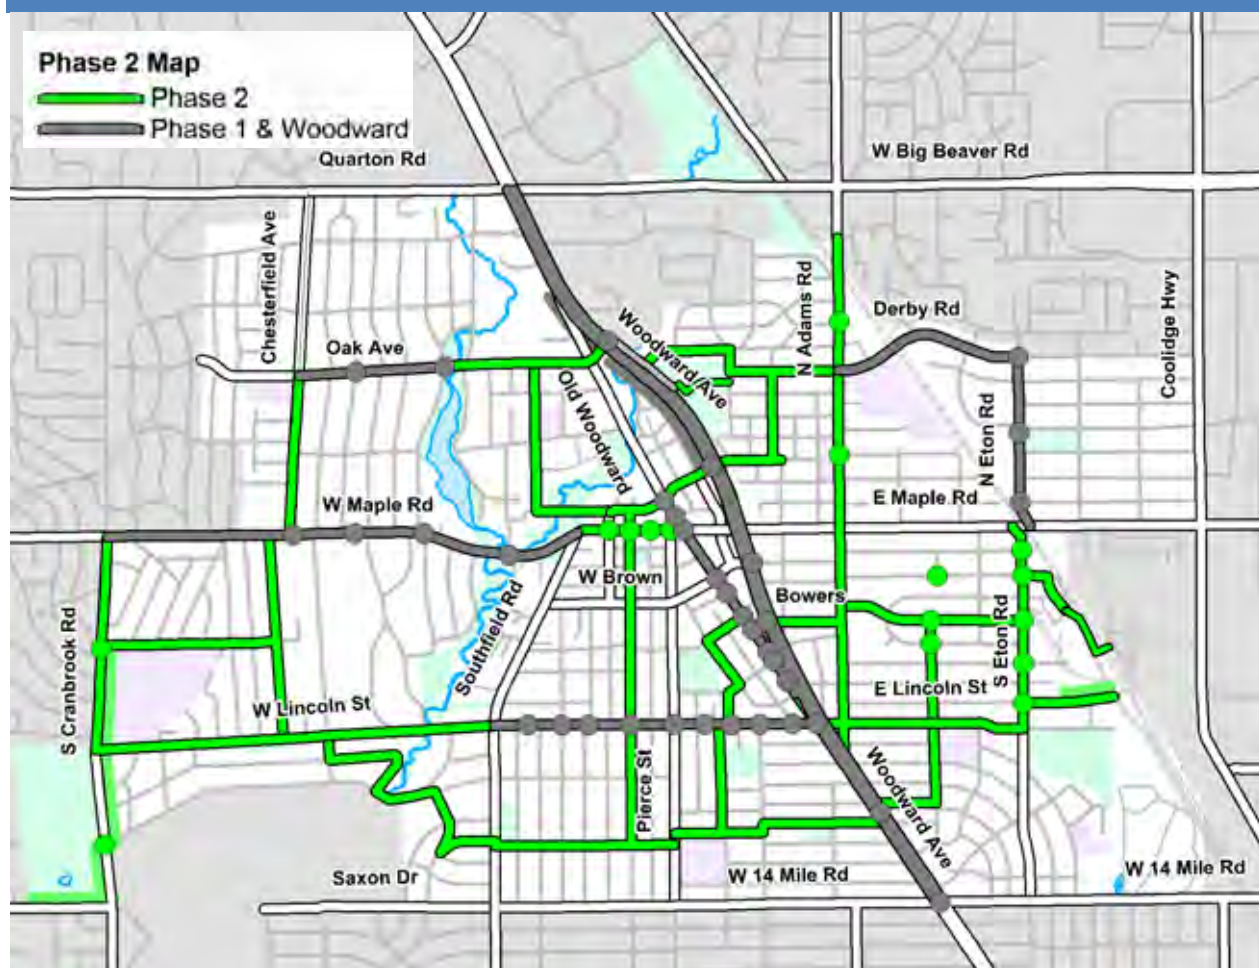 Phase 2 Map
Phase 2
Phase 1 & Woodward
Quarton Rd
W Big Beaver Rd
Chesterfield Ave
Oak Ave
Woodward Ave
N Adams Rd
Derby Rd
Coolidge Hwy
Old Woodward
N Eton Rd
W Maple Rd
E Maple Rd
W Brown
Bowers
S Cranbrook Rd
Southfield Rd
S Eton Rd
W Lincoln St
E Lincoln St
Pierce St
Woodward Ave
Saxon Dr
W 14 Mile Rd
W 14 Mile Rd